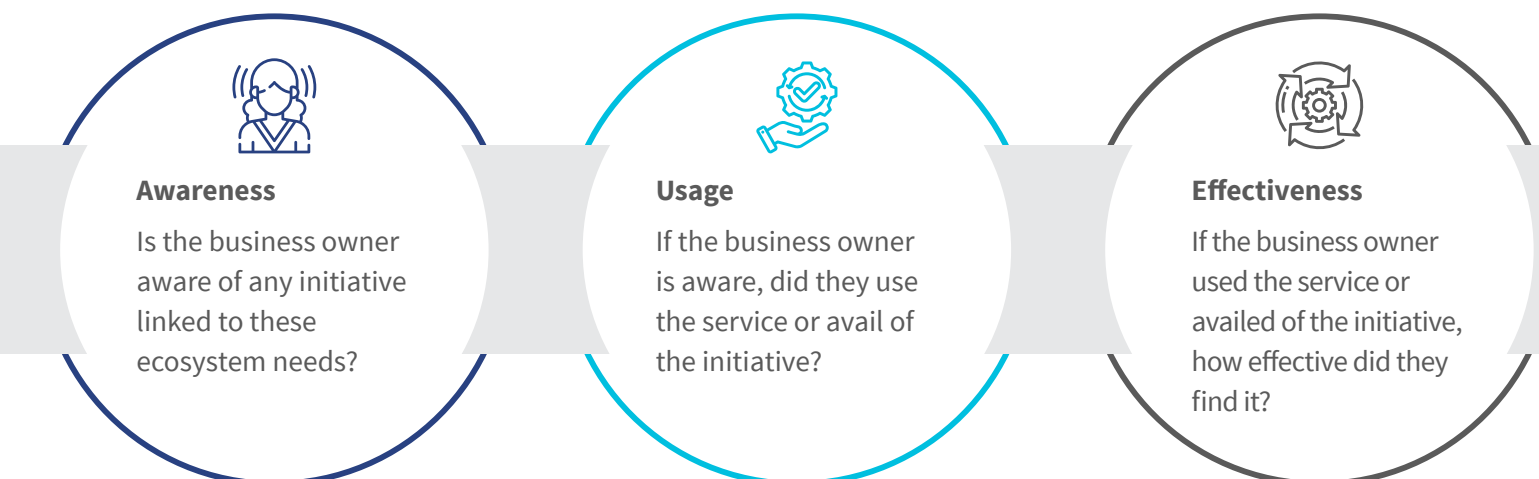 Awareness
Is the business owner
aware of any initiative
linked to these
ecosystem needs?
Usage
If the business owner
is aware, did they use
the service or avail of
the initiative?
Effectiveness
If the business owner
used the service or
availed of the initiative,
how effective did they
find it?